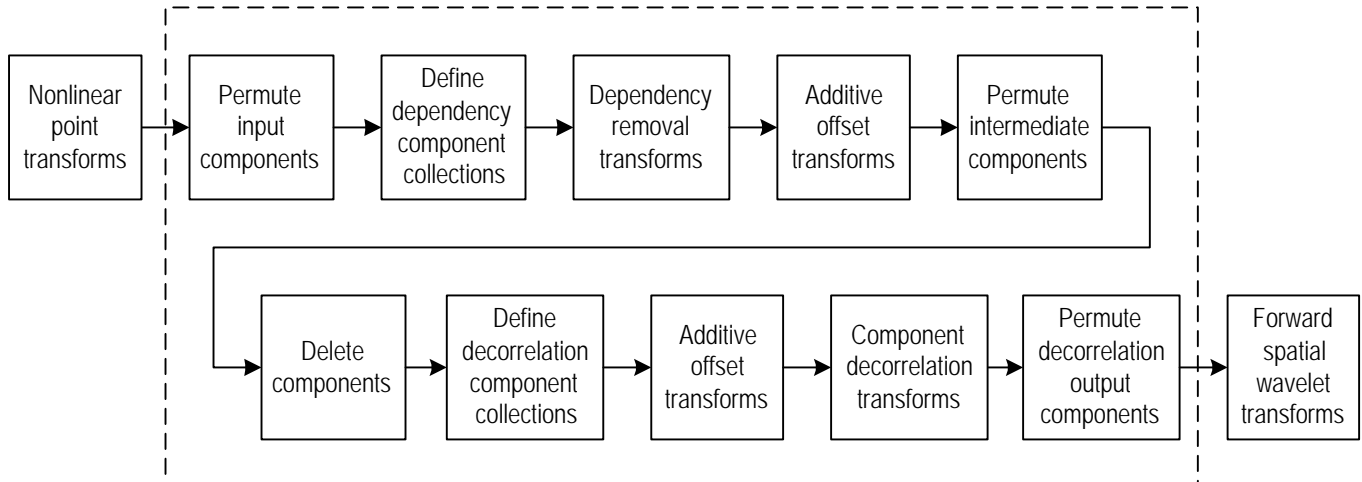 Nonlinear
point
transforms
Permute
input
components
Define
dependency
component
collections
Dependency
removal
transforms
Additive
offset
transforms
Permute
intermediate
components
Delete
components
Define
decorrelation
component
collections
Additive
offset
transforms
Component
decorrelation
transforms
Permute
decorrelation
output
components
Forward
spatial
wavelet
transforms